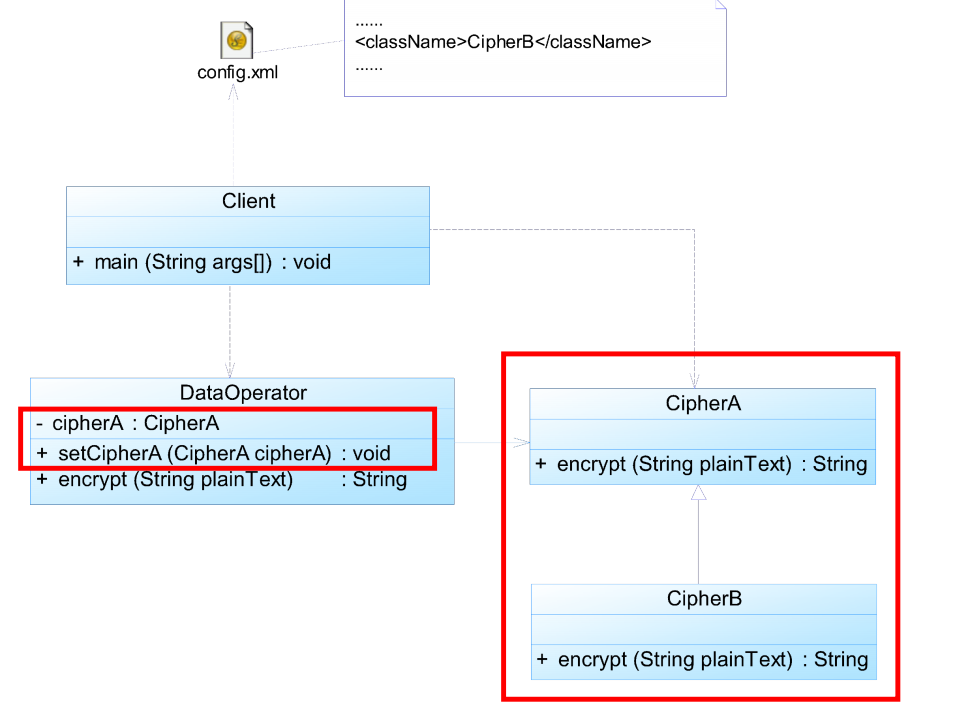 ......
<className>CipherB</className>
......
config.xml
Client
+ main (String args[]) : void
DataOperator
- cipherA : CipherA
+ setCipherA (CipherA cipherA) : void
+ encrypt (String plainText) : String
CipherA
+ encrypt (String plainText) : String
CipherB
+ encrypt (String plainText) : String